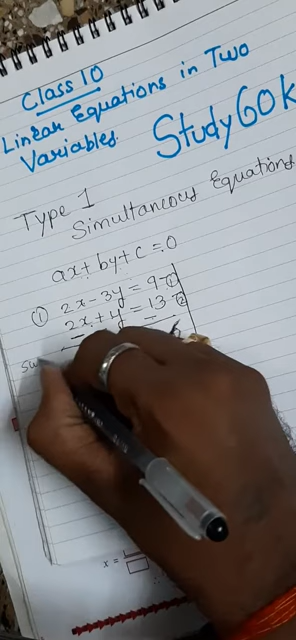 Class 10
Linear Equations in Two
Variables
StudyGOK
Type 1
Simultaneous Equations
ax + by + c = 0
① 2x - 3y = 9 - ①
2x + y = 13 - ②
x =